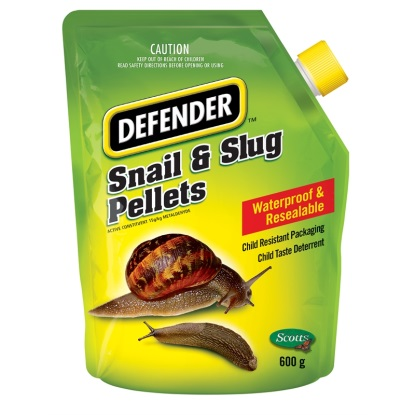 CAUTION
KEEP OUT OF REACH OF CHILDREN
READ SAFETY DIRECTIONS BEFORE OPENING OR USING
DEFENDER™
Snail & Slug
Pellets
ACTIVE CONSTITUENT: 15g/kg METALDEHYDE
Waterproof &
Resealable
Child Resistant Packaging
Child Taste Deterrent
Scotts
600 g